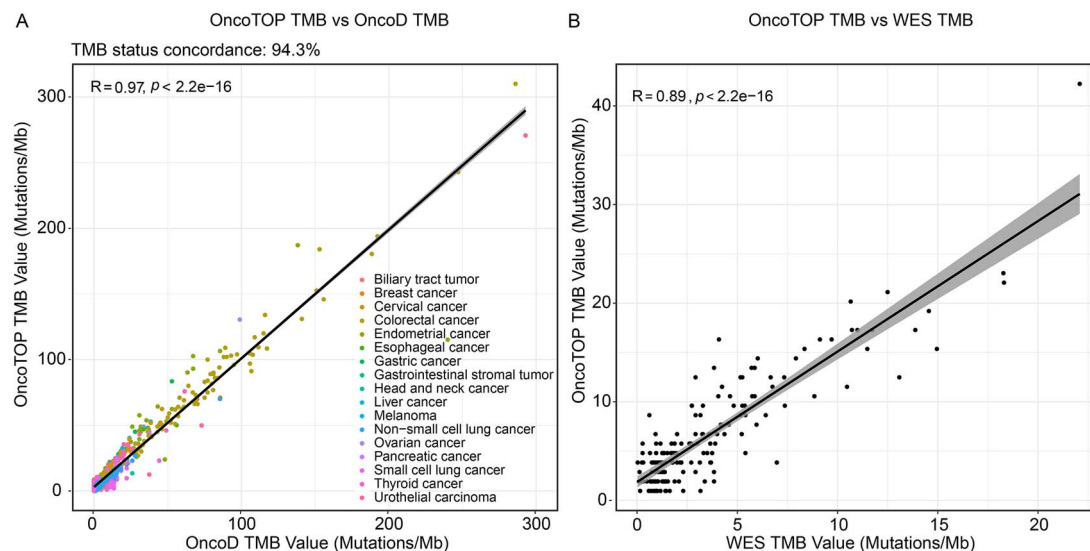 A
OncoTOP TMB vs OncoD TMB
TMB status concordance: 94.3%
R = 0.97, p < 2.2e−16
300
200
100
0
OncoTOP TMB Value (Mutations/Mb)
Biliary tract tumor
Breast cancer
Cervical cancer
Colorectal cancer
Endometrial cancer
Esophageal cancer
Gastric cancer
Gastrointestinal stromal tumor
Head and neck cancer
Liver cancer
Melanoma
Non−small cell lung cancer
Ovarian cancer
Pancreatic cancer
Small cell lung cancer
Thyroid cancer
Urothelial carcinoma
0 100 200 300
OncoD TMB Value (Mutations/Mb)
B
OncoTOP TMB vs WES TMB
R = 0.89, p < 2.2e−16
40
30
20
10
0
OncoTOP TMB Value (Mutations/Mb)
0 5 10 15 20
WES TMB Value (Mutations/Mb)